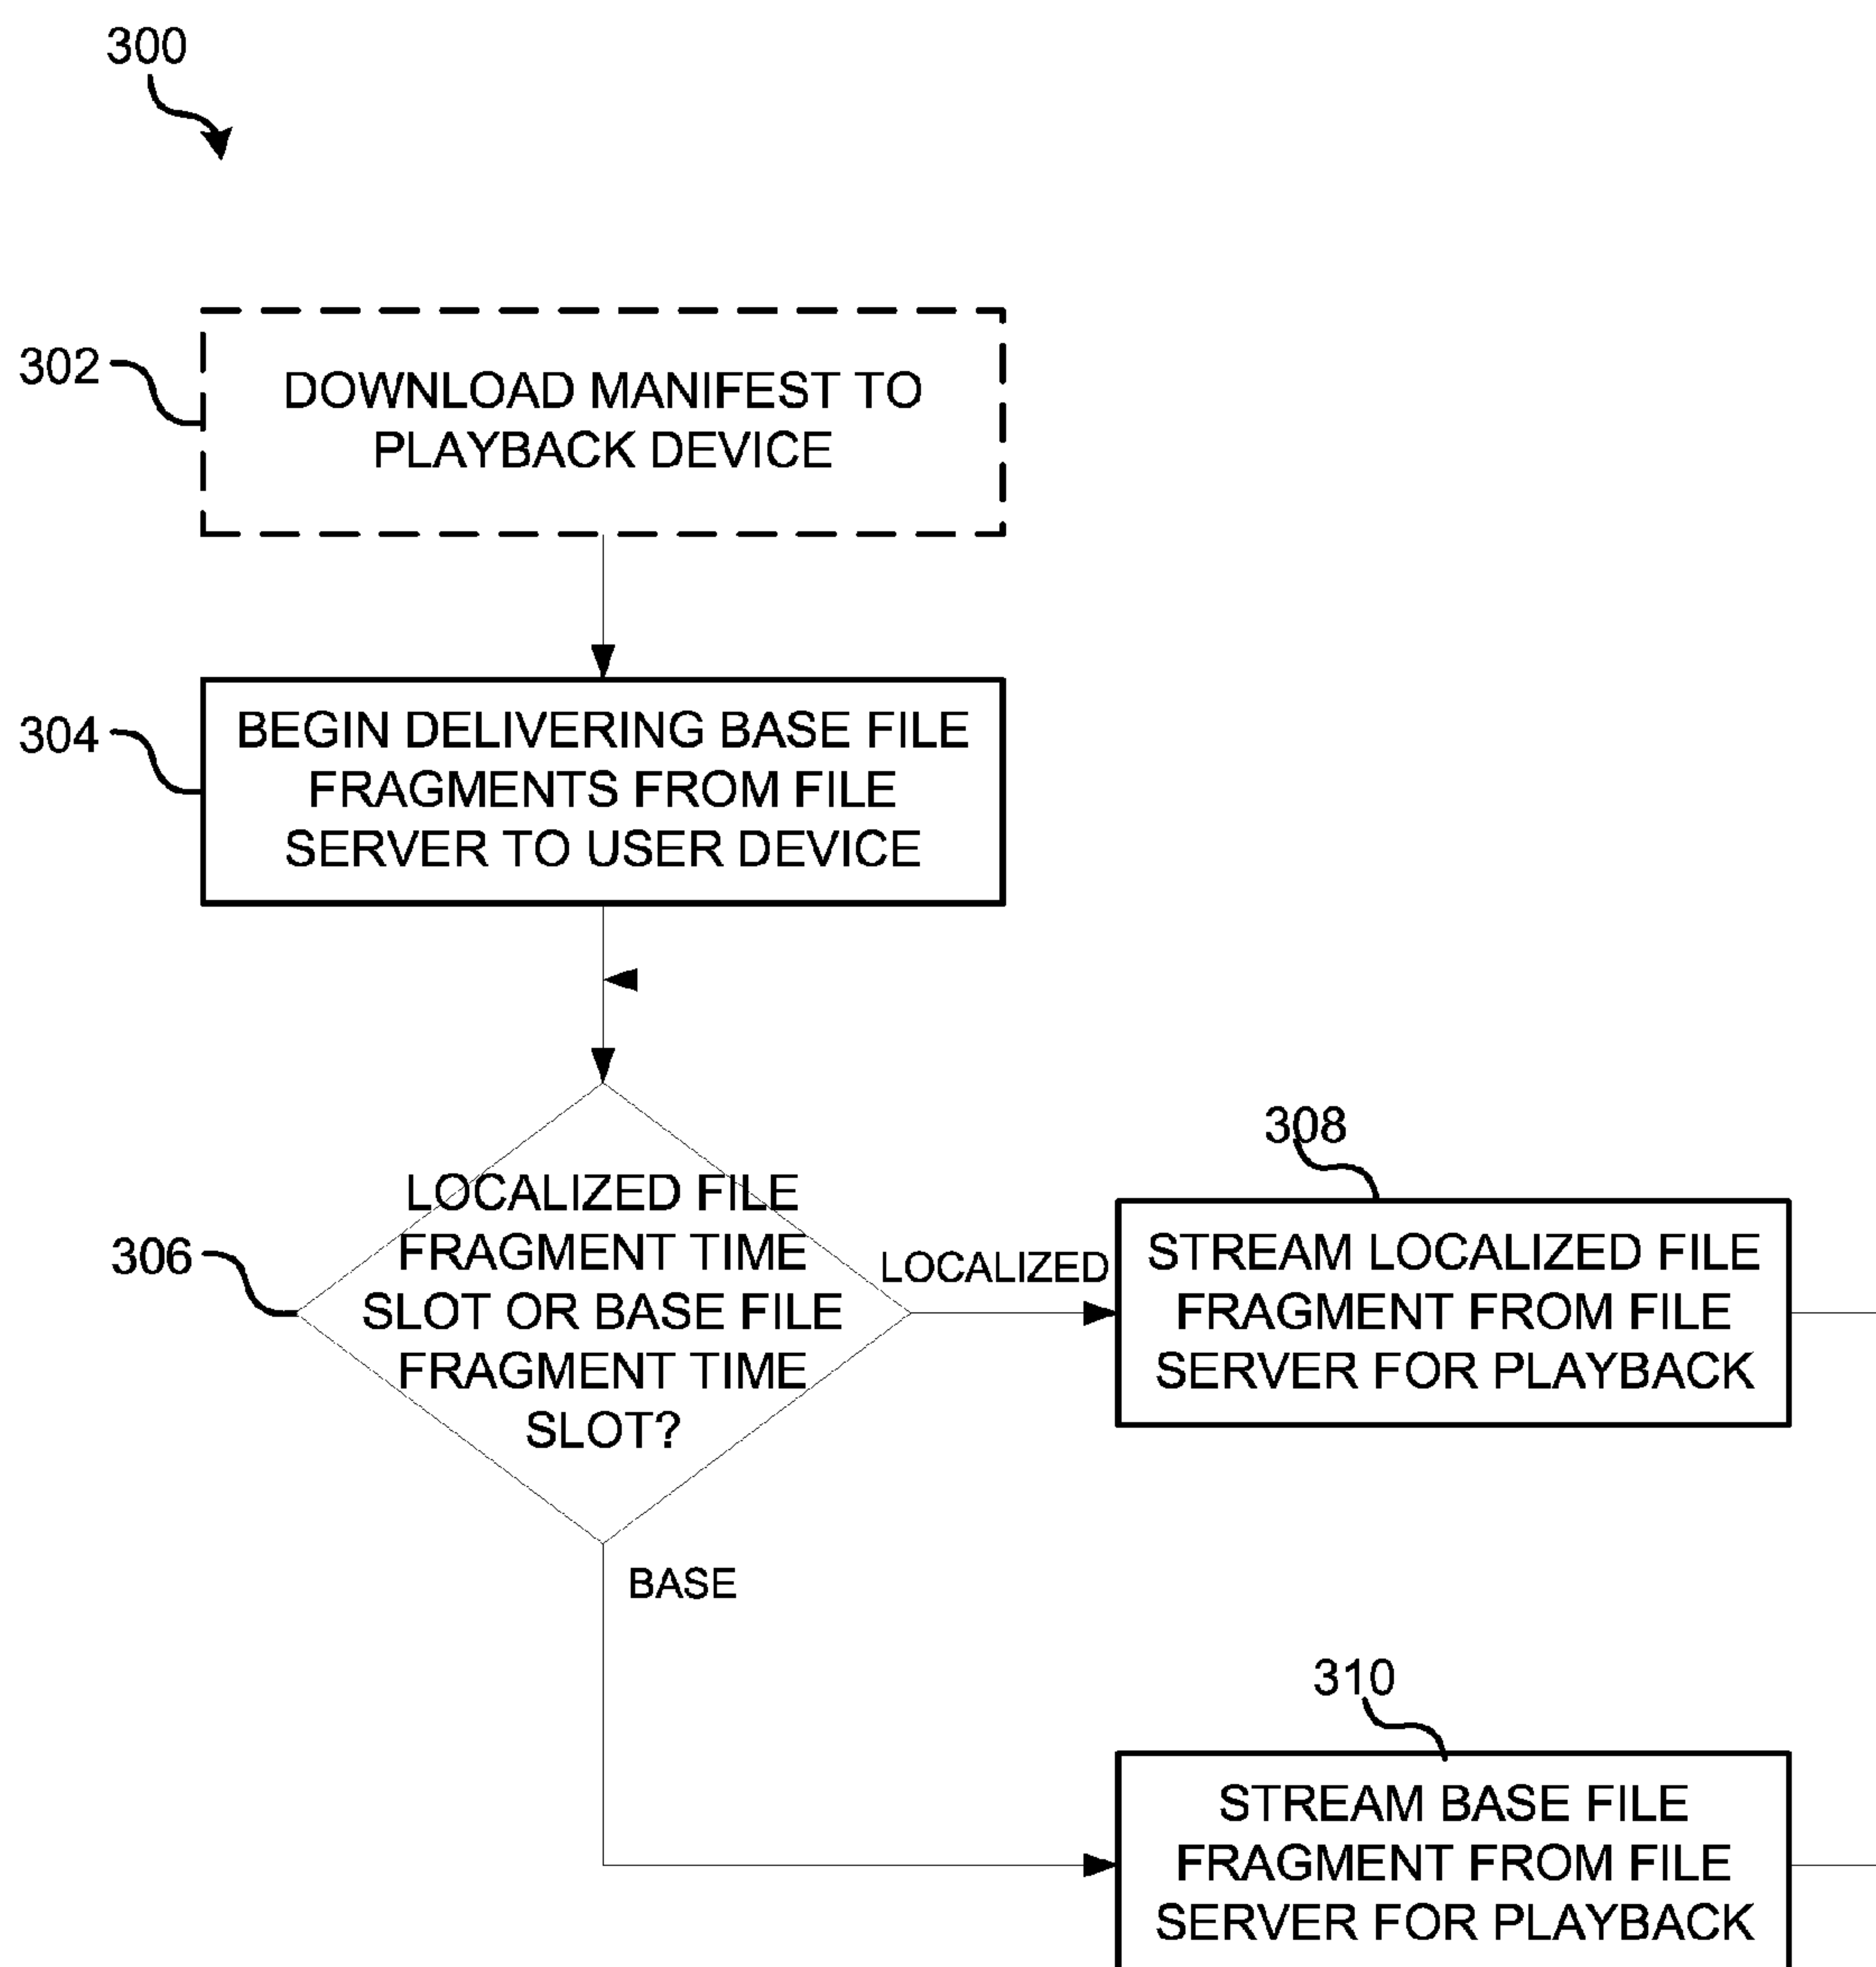 300
302
DOWNLOAD MANIFEST TO
PLAYBACK DEVICE
304
BEGIN DELIVERING BASE FILE
FRAGMENTS FROM FILE
SERVER TO USER DEVICE
306
LOCALIZED FILE
FRAGMENT TIME
SLOT OR BASE FILE
FRAGMENT TIME
SLOT?
LOCALIZED
308
STREAM LOCALIZED FILE
FRAGMENT FROM FILE
SERVER FOR PLAYBACK
BASE
310
STREAM BASE FILE
FRAGMENT FROM FILE
SERVER FOR PLAYBACK